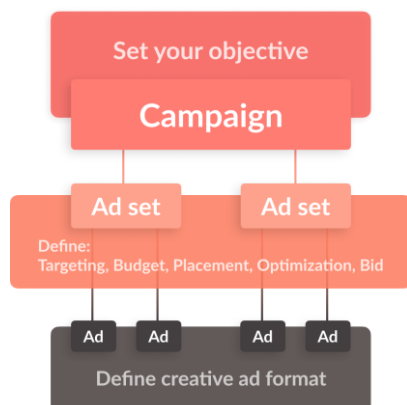 Set your objective
Campaign
Ad set Ad set
Define:
Targeting, Budget, Placement, Optimization, Bid
Ad Ad Ad Ad
Define creative ad format